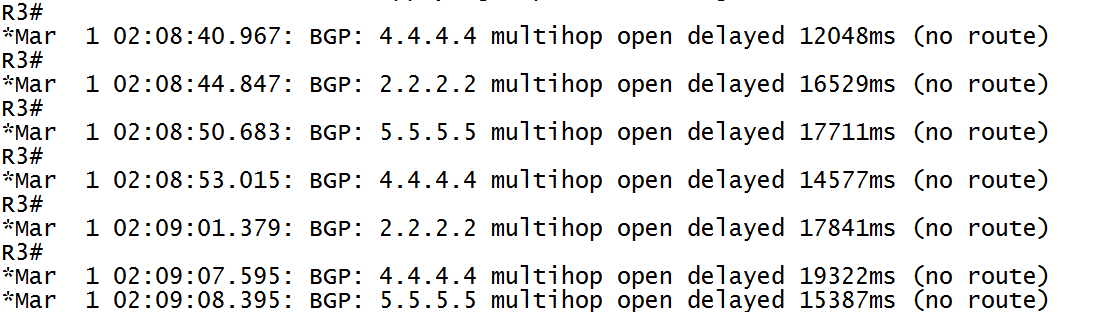 R3#
*Mar  1 02:08:40.967: BGP: 4.4.4.4 multihop open delayed 12048ms (no route)
R3#
*Mar  1 02:08:44.847: BGP: 2.2.2.2 multihop open delayed 16529ms (no route)
R3#
*Mar  1 02:08:50.683: BGP: 5.5.5.5 multihop open delayed 17711ms (no route)
R3#
*Mar  1 02:08:53.015: BGP: 4.4.4.4 multihop open delayed 14577ms (no route)
R3#
*Mar  1 02:09:01.379: BGP: 2.2.2.2 multihop open delayed 17841ms (no route)
R3#
*Mar  1 02:09:07.595: BGP: 4.4.4.4 multihop open delayed 19322ms (no route)
*Mar  1 02:09:08.395: BGP: 5.5.5.5 multihop open delayed 15387ms (no route)